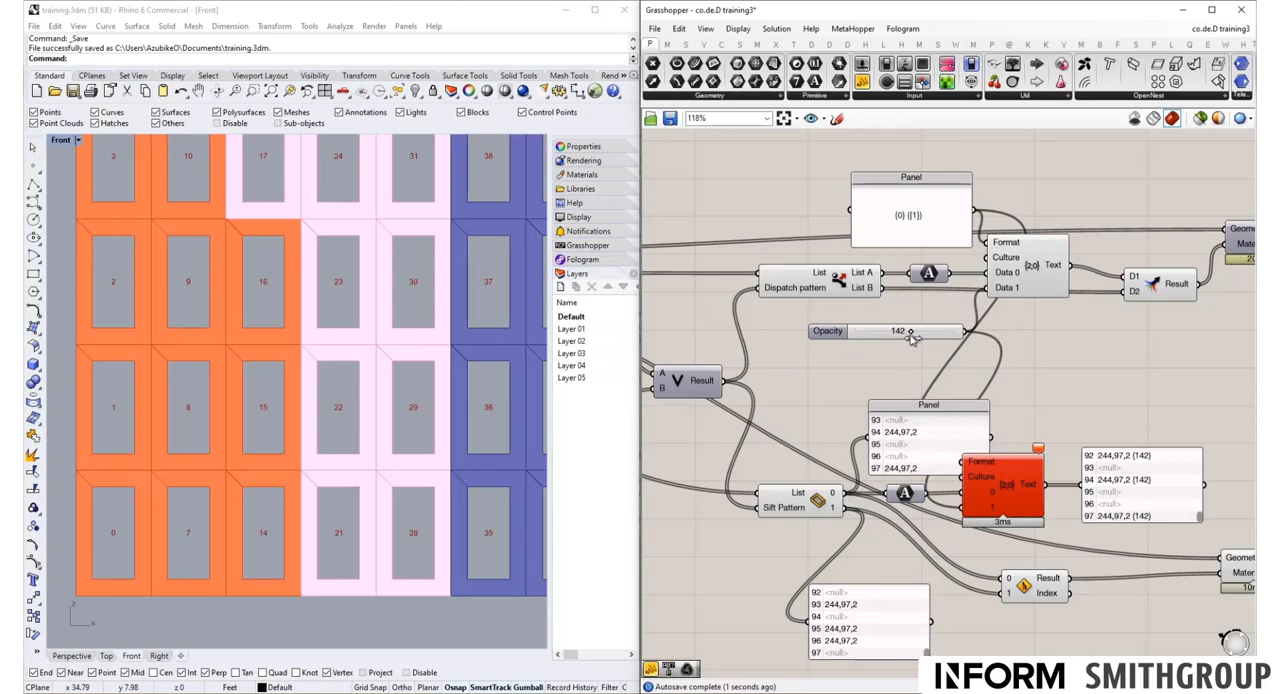 training.3dm (51 KB) - Rhino 6 Commercial - [Front]
File Edit View Curve Surface Solid Mesh Dimension Transform Tools Analyze Render Panels Help
Command: _Save
File successfully saved as C:\Users\AzubikeO\Documents\training.3dm.
Command:
Standard CPlanes Set View Display Select Viewport Layout Visibility Transform Curve Tools Surface Tools Solid Tools Mesh Tools Rend
Points Curves Surfaces Polysurfaces Meshes Annotations Lights Blocks Control Points
Point Clouds Hatches Others Disable Sub-objects
Front
3 10 17 24 31 38
2 9 16 23 30 37
1 8 15 22 29 36
0 7 14 21 28 35
z
x
Properties
Rendering
Materials
Libraries
Help
Display
Notifications
Grasshopper
Fologram
Layers
Name
Default
Layer 01
Layer 02
Layer 03
Layer 04
Layer 05
Perspective Top Front Right
End Near Point Mid Cen Int Perp Tan Quad Knot Vertex Project Disable
CPlane x 34.79 y 7.98 z 0 Feet Default Grid Snap Ortho Planar Osnap SmartTrack Gumball Record History Filter
Grasshopper - co.de.D training3*
File Edit View Display Solution Help MetaHopper Fologram
co.de.D training3
Geometry Primitive Input Util OpenNest Tele...
118%
Panel
{0} ({1})
Format
Culture
Data 0
Data 1
Text
List
Dispatch pattern
List A
List B
D1
D2
Result
Geome
Mate
Opacity 142
A
B
Result
Panel
93 <null>
94 244,97,2
95 <null>
96 <null>
97 244,97,2
Format
Culture
0
1
Text
3ms
92 244,97,2 (142)
93 <null>
94 244,97,2 (142)
95 <null>
96 <null>
97 244,97,2 (142)
List
Sift Pattern
0
1
0
1
Result
Index
Geome
Mate
10m
92 <null>
93 244,97,2
94 <null>
95 244,97,2
96 244,97,2
97 <null>
Autosave complete (1 seconds ago)
INFORM SMITHGROUP